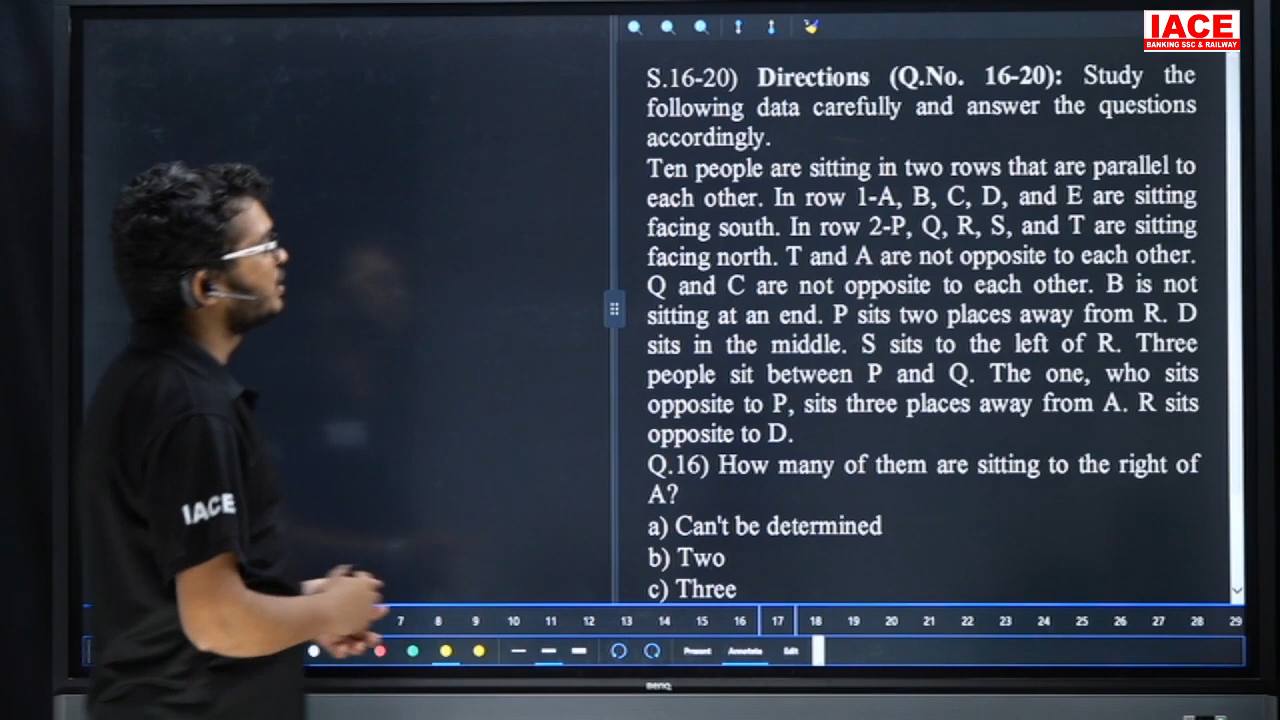 IACE
BANKING SSC & RAILWAY
S.16-20) Directions (Q.No. 16-20): Study the
following data carefully and answer the questions
accordingly.
Ten people are sitting in two rows that are parallel to
each other. In row 1-A, B, C, D, and E are sitting
facing south. In row 2-P, Q, R, S, and T are sitting
facing north. T and A are not opposite to each other.
Q and C are not opposite to each other. B is not
sitting at an end. P sits two places away from R. D
sits in the middle. S sits to the left of R. Three
people sit between P and Q. The one, who sits
opposite to P, sits three places away from A. R sits
opposite to D.
Q.16) How many of them are sitting to the right of
A?
a) Can't be determined
b) Two
c) Three
IACE
7 8 9 10 11 12 13 14 15 16 17 18 19 20 21 22 23 24 25 26 27 28 29
Present Annotate Edit
BenQ